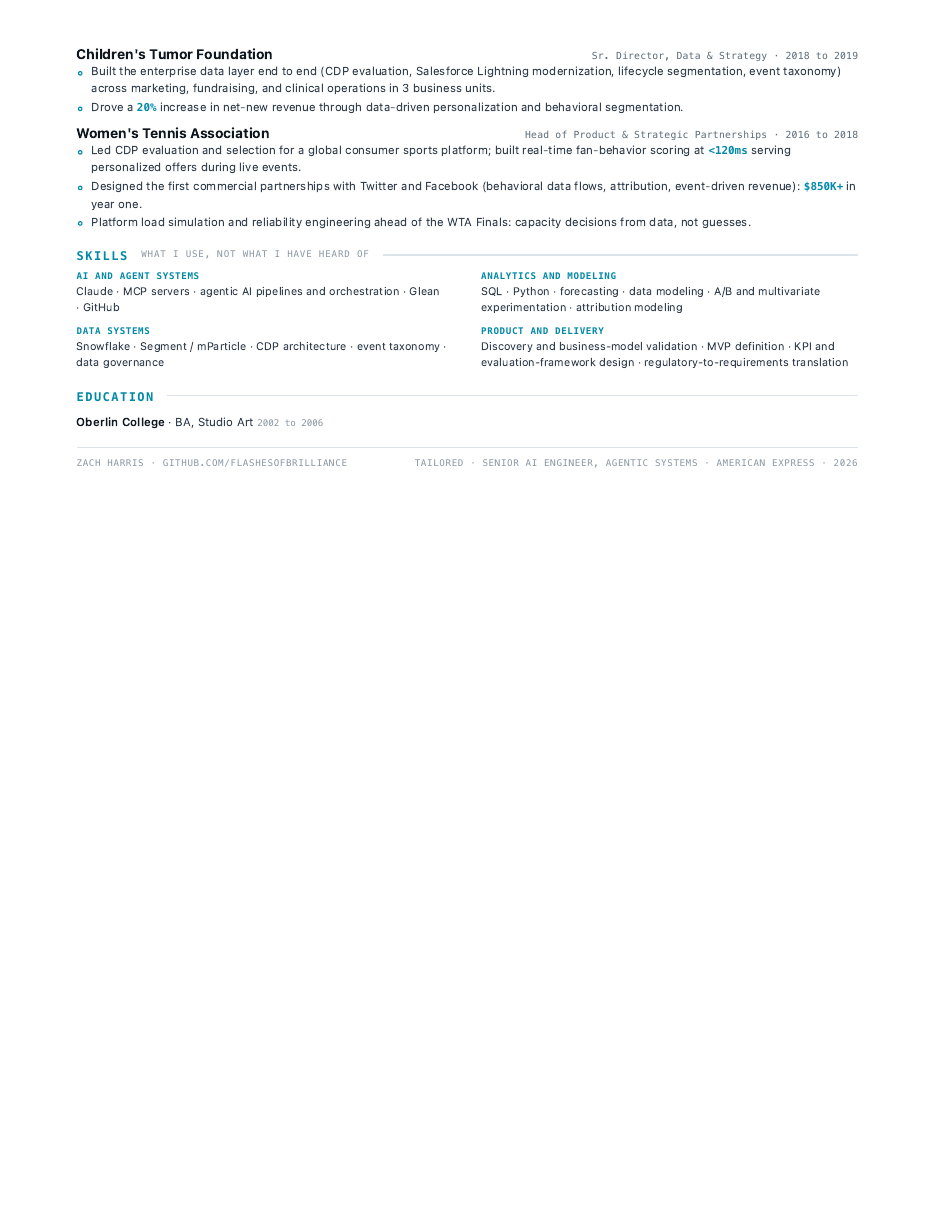 Children's Tumor Foundation Sr. Director, Data & Strategy · 2018 to 2019
Built the enterprise data layer end to end (CDP evaluation, Salesforce Lightning modernization, lifecycle segmentation, event taxonomy)
across marketing, fundraising, and clinical operations in 3 business units.
Drove a 20% increase in net-new revenue through data-driven personalization and behavioral segmentation.
Women's Tennis Association Head of Product & Strategic Partnerships · 2016 to 2018
Led CDP evaluation and selection for a global consumer sports platform; built real-time fan-behavior scoring at <120ms serving
personalized offers during live events.
Designed the first commercial partnerships with Twitter and Facebook (behavioral data flows, attribution, event-driven revenue): $850K+ in
year one.
Platform load simulation and reliability engineering ahead of the WTA Finals: capacity decisions from data, not guesses.
SKILLS WHAT I USE, NOT WHAT I HAVE HEARD OF
AI AND AGENT SYSTEMS
Claude · MCP servers · agentic AI pipelines and orchestration · Glean
· GitHub
ANALYTICS AND MODELING
SQL · Python · forecasting · data modeling · A/B and multivariate
experimentation · attribution modeling
DATA SYSTEMS
Snowflake · Segment / mParticle · CDP architecture · event taxonomy ·
data governance
PRODUCT AND DELIVERY
Discovery and business-model validation · MVP definition · KPI and
evaluation-framework design · regulatory-to-requirements translation
EDUCATION
Oberlin College · BA, Studio Art 2002 to 2006
ZACH HARRIS · GITHUB.COM/FLASHESOFBRILLIANCE TAILORED · SENIOR AI ENGINEER, AGENTIC SYSTEMS · AMERICAN EXPRESS · 2026